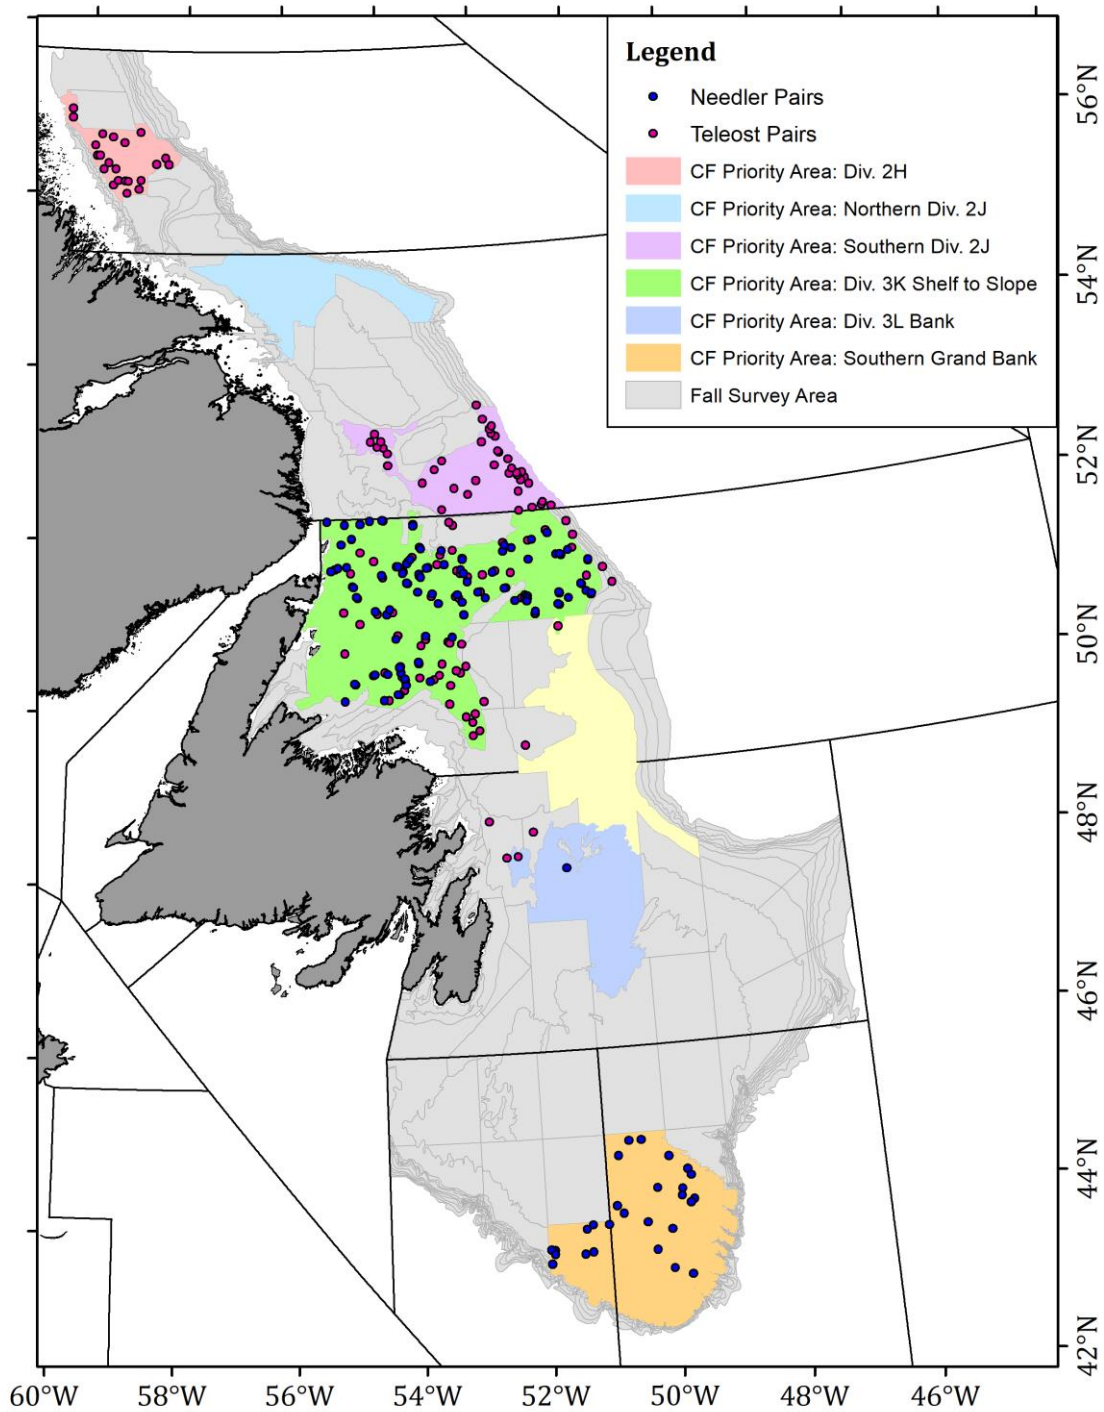 Legend
Needler Pairs
Teleost Pairs
CF Priority Area: Div. 2H
CF Priority Area: Northern Div. 2J
CF Priority Area: Southern Div. 2J
CF Priority Area: Div. 3K Shelf to Slope
CF Priority Area: Div. 3L Bank
CF Priority Area: Southern Grand Bank
Fall Survey Area
56°N
54°N
52°N
50°N
48°N
46°N
44°N
42°N
60°W 58°W 56°W 54°W 52°W 50°W 48°W 46°W